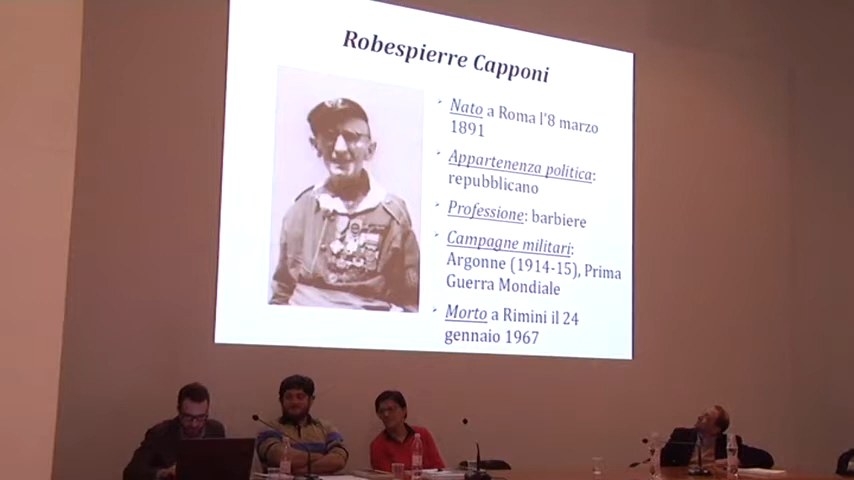 Robespierre Capponi
Nato a Roma l'8 marzo
1891
Appartenenza politica:
repubblicano
Professione: barbiere
Campagne militari:
Argonne (1914-15), Prima
Guerra Mondiale
Morto a Rimini il 24
gennaio 1967